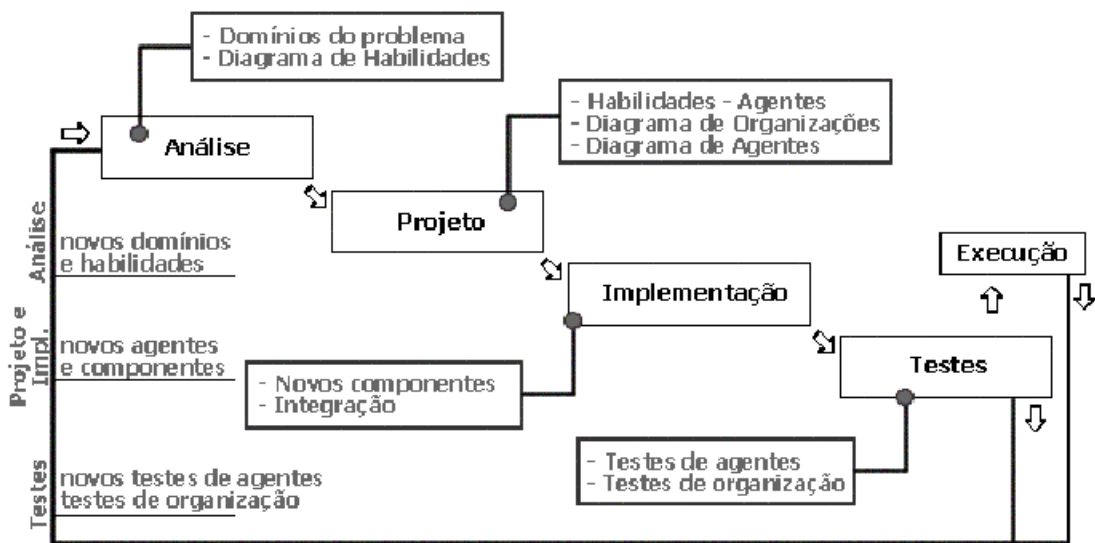 - Domínios do problema
- Diagrama de Habilidades
- Habilidades - Agentes
- Diagrama de Organizações
- Diagrama de Agentes
Análise
Projeto
Implementação
Execução
Testes
Análise
novos domínios
e habilidades
Projeto e
Impl.
novos agentes
e componentes
- Novos componentes
- Integração
Testes
novos testes de agentes
testes de organização
- Testes de agentes
- Testes de organização